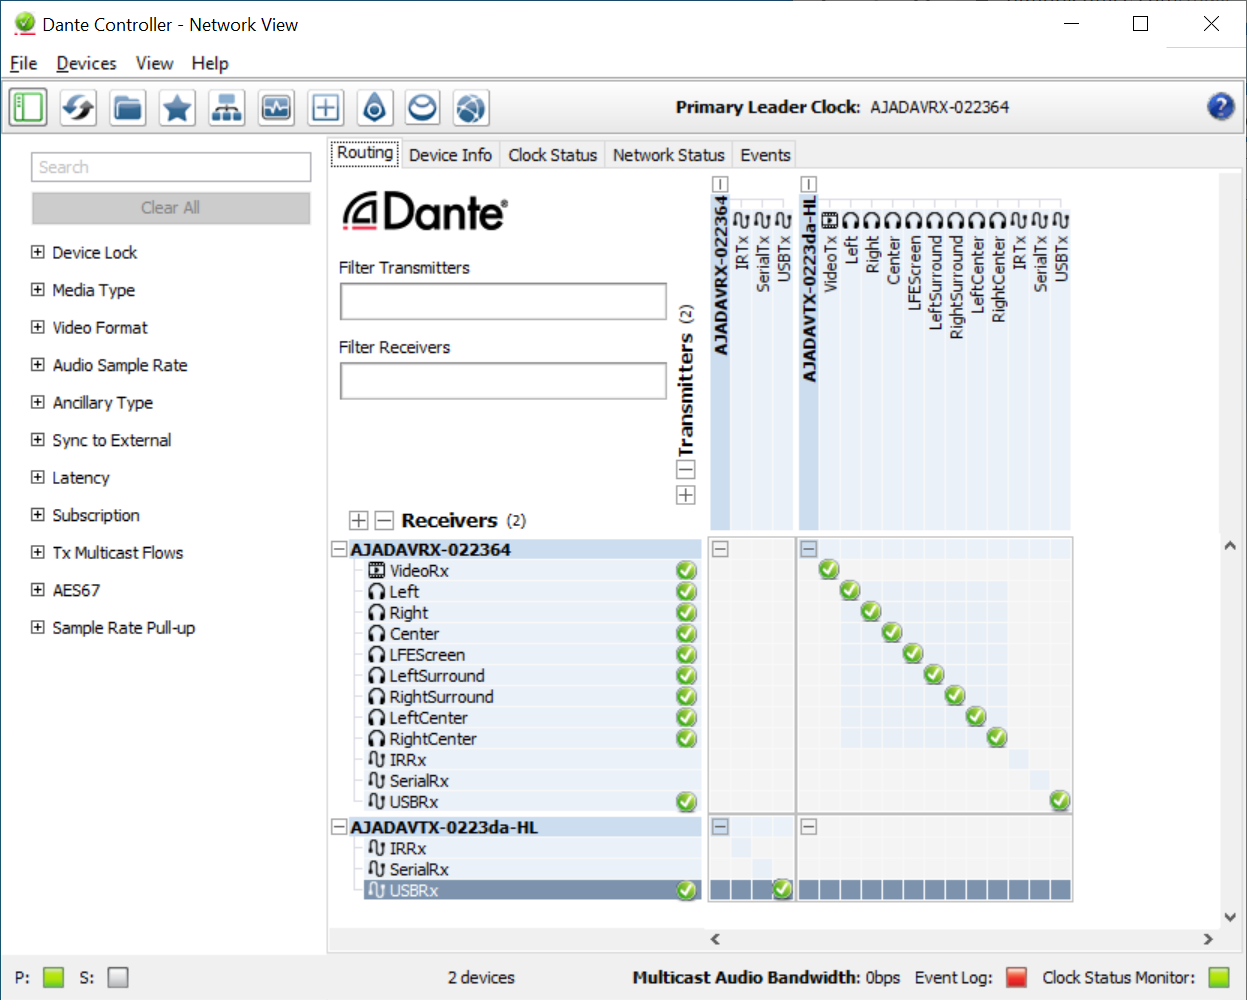 Dante Controller - Network View
File Devices View Help
Primary Leader Clock: AJADAVRX-022364
Search
Clear All
Device Lock
Media Type
Video Format
Audio Sample Rate
Ancillary Type
Sync to External
Latency
Subscription
Tx Multicast Flows
AES67
Sample Rate Pull-up
Routing Device Info Clock Status Network Status Events
Dante®
Filter Transmitters
Filter Receivers
Transmitters (2)
AJADAVRX-022364
IRTx
SerialTx
USBTx
AJADAVTX-0223da-HL
VideoTx
Left
Right
Center
LFEScreen
LeftSurround
RightSurround
LeftCenter
RightCenter
IRTx
SerialTx
USBTx
Receivers (2)
AJADAVRX-022364
VideoRx
Left
Right
Center
LFEScreen
LeftSurround
RightSurround
LeftCenter
RightCenter
IRRx
SerialRx
USBRx
AJADAVTX-0223da-HL
IRRx
SerialRx
USBRx
P: S: 2 devices Multicast Audio Bandwidth: 0bps Event Log: Clock Status Monitor: